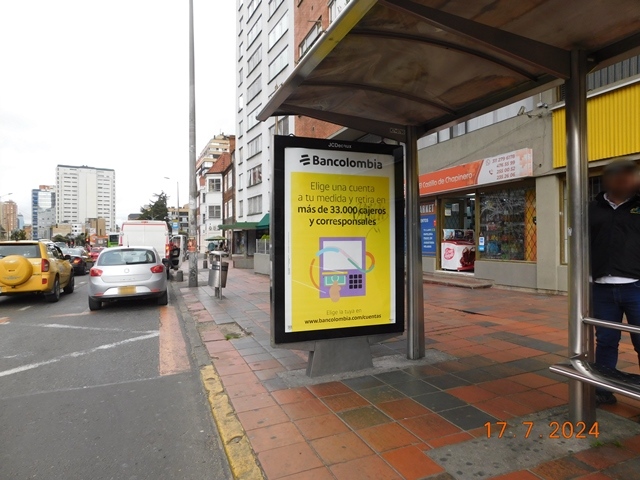 JCDecaux
Bancolombia
Elige una cuenta
a tu medida y retira en
más de 33.000 cajeros
y corresponsales
Elige la tuya en
www.bancolombia.com/cuentas
Castillo de Chapinero
17 7 2024